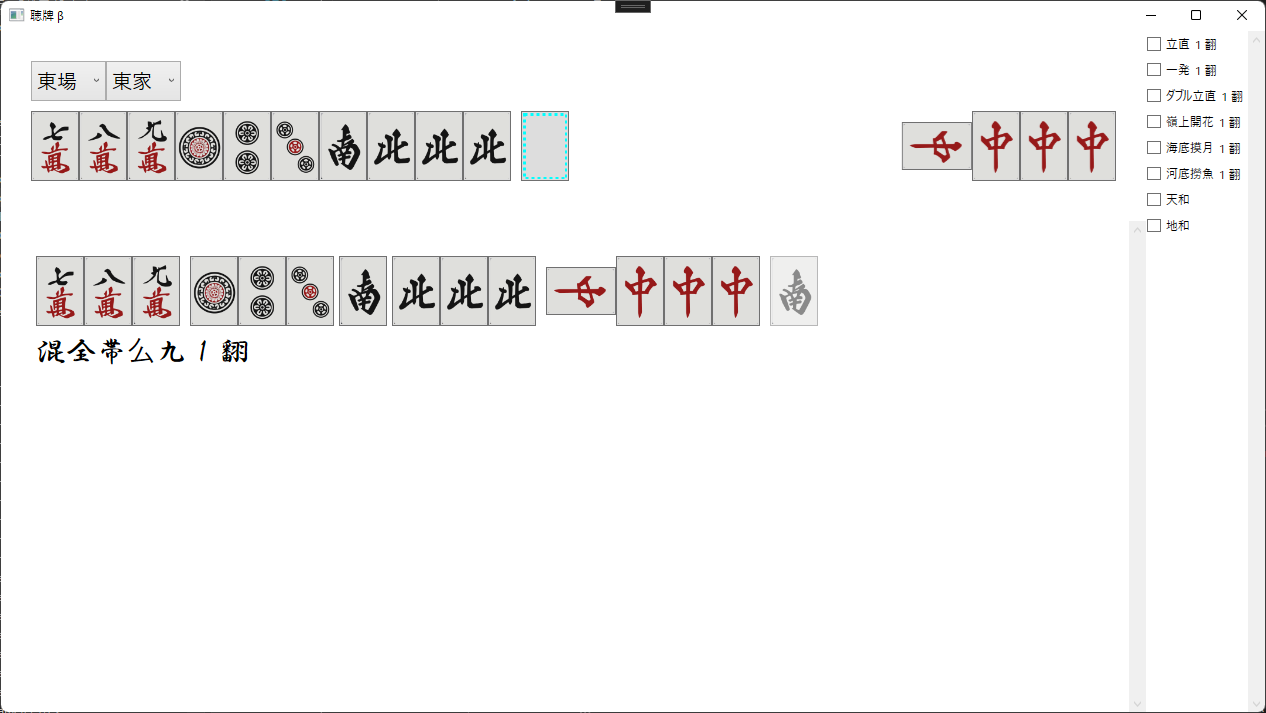 聴牌 β
東場 東家
七萬 八萬 九萬 南 北 北 北 中 中 中 中
七萬 八萬 九萬 南 北 北 北 中 中 中 中 南
混全帯么九 1 翻
立直 1 翻
一発 1 翻
ダブル立直 1 翻
嶺上開花 1 翻
海底摸月 1 翻
河底撈魚 1 翻
天和
地和